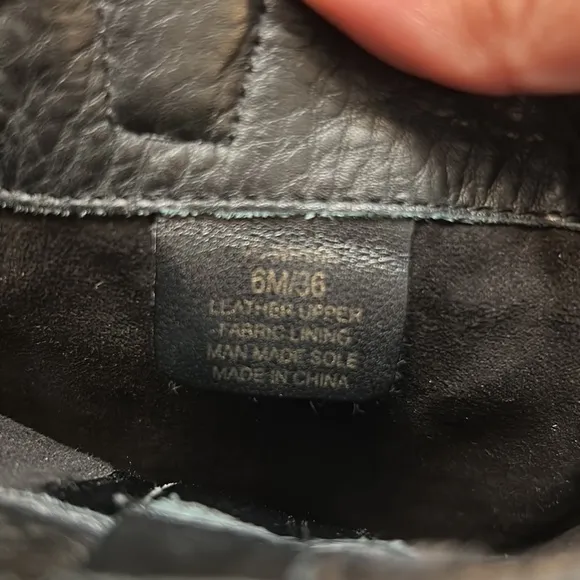 6M/36
LEATHER UPPER
FABRIC LINING
MAN MADE SOLE
MADE IN CHINA